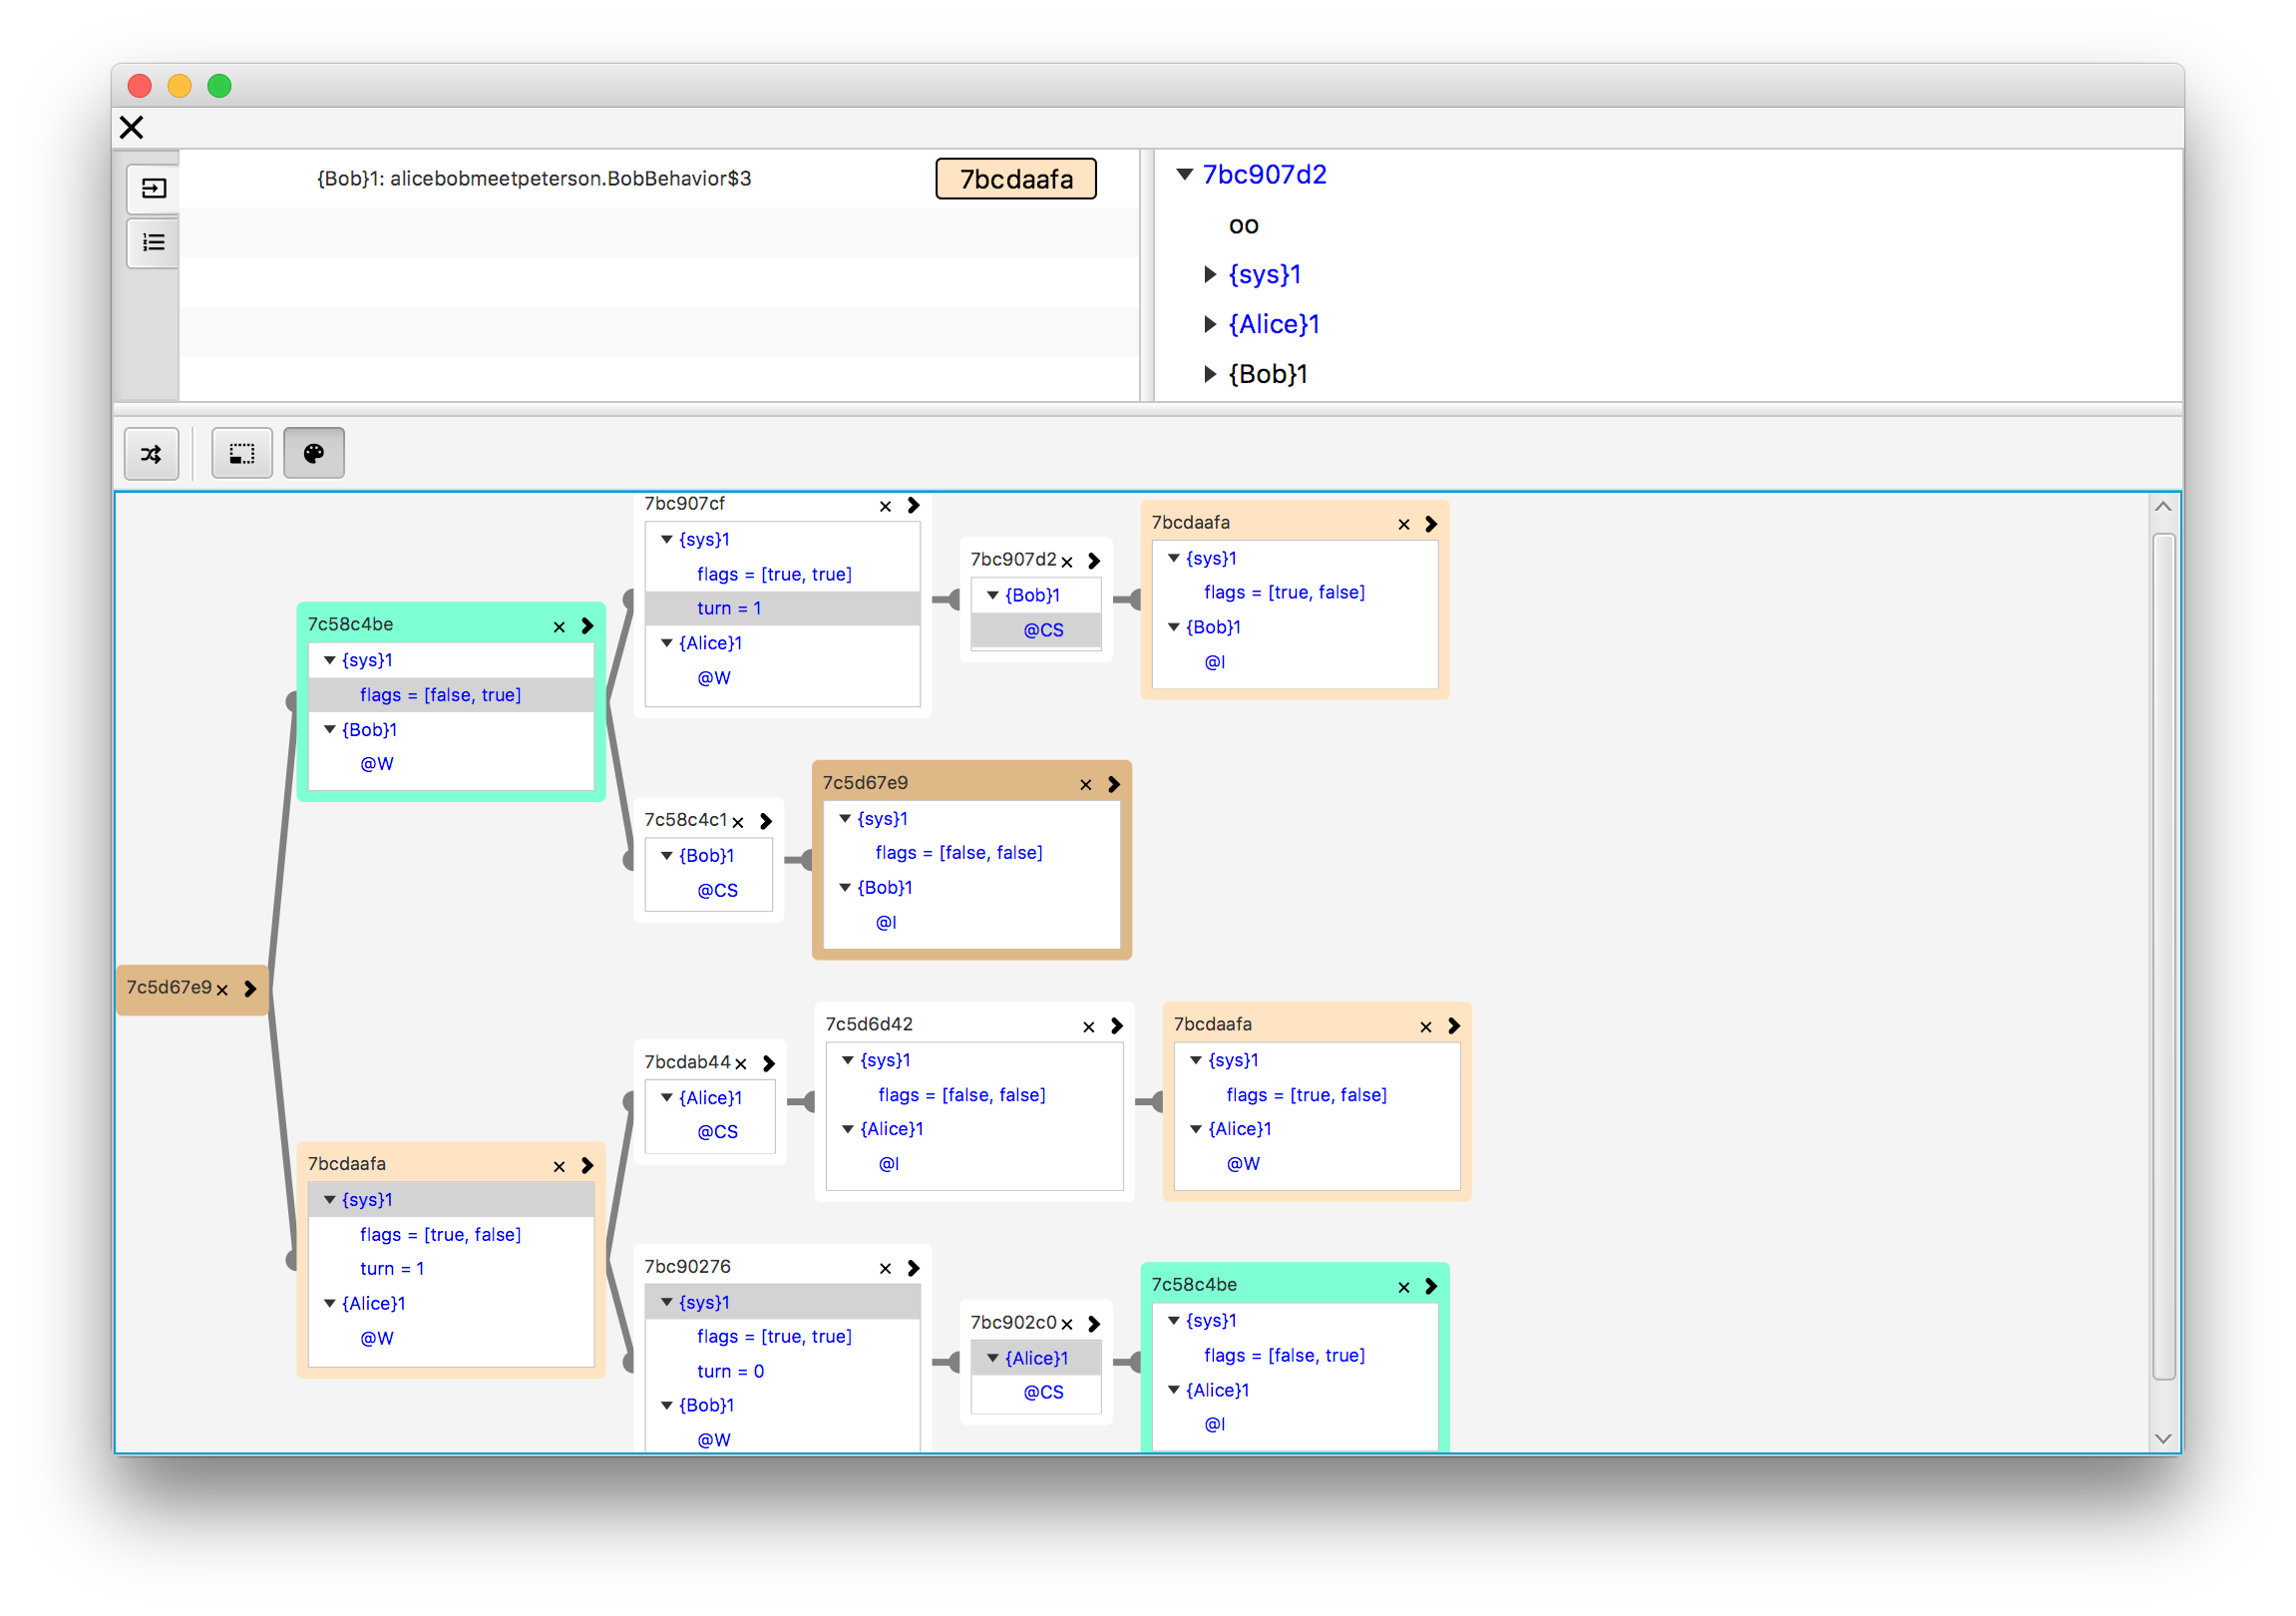 {Bob}1: alicebobmeetpeterson.BobBehavior$3
7bcdaafa
7bc907d2
oo
{sys}1
{Alice}1
{Bob}1
7bc907cf
{sys}1
flags = [true, true]
turn = 1
{Alice}1
@W
7bc907d2
{Bob}1
@CS
7bcdaafa
{sys}1
flags = [true, false]
{Bob}1
@I
7c58c4be
{sys}1
flags = [false, true]
{Bob}1
@W
7c58c4c1
{Bob}1
@CS
7c5d67e9
{sys}1
flags = [false, false]
{Bob}1
@I
7c5d67e9
7bcdaafa
{sys}1
flags = [true, false]
turn = 1
{Alice}1
@W
7bcdab44
{Alice}1
@CS
7c5d6d42
{sys}1
flags = [false, false]
{Alice}1
@I
7bcdaafa
{sys}1
flags = [true, false]
{Alice}1
@W
7bc90276
{sys}1
flags = [true, true]
turn = 0
{Bob}1
@W
7bc902c0
{Alice}1
@CS
7c58c4be
{sys}1
flags = [false, true]
{Alice}1
@I